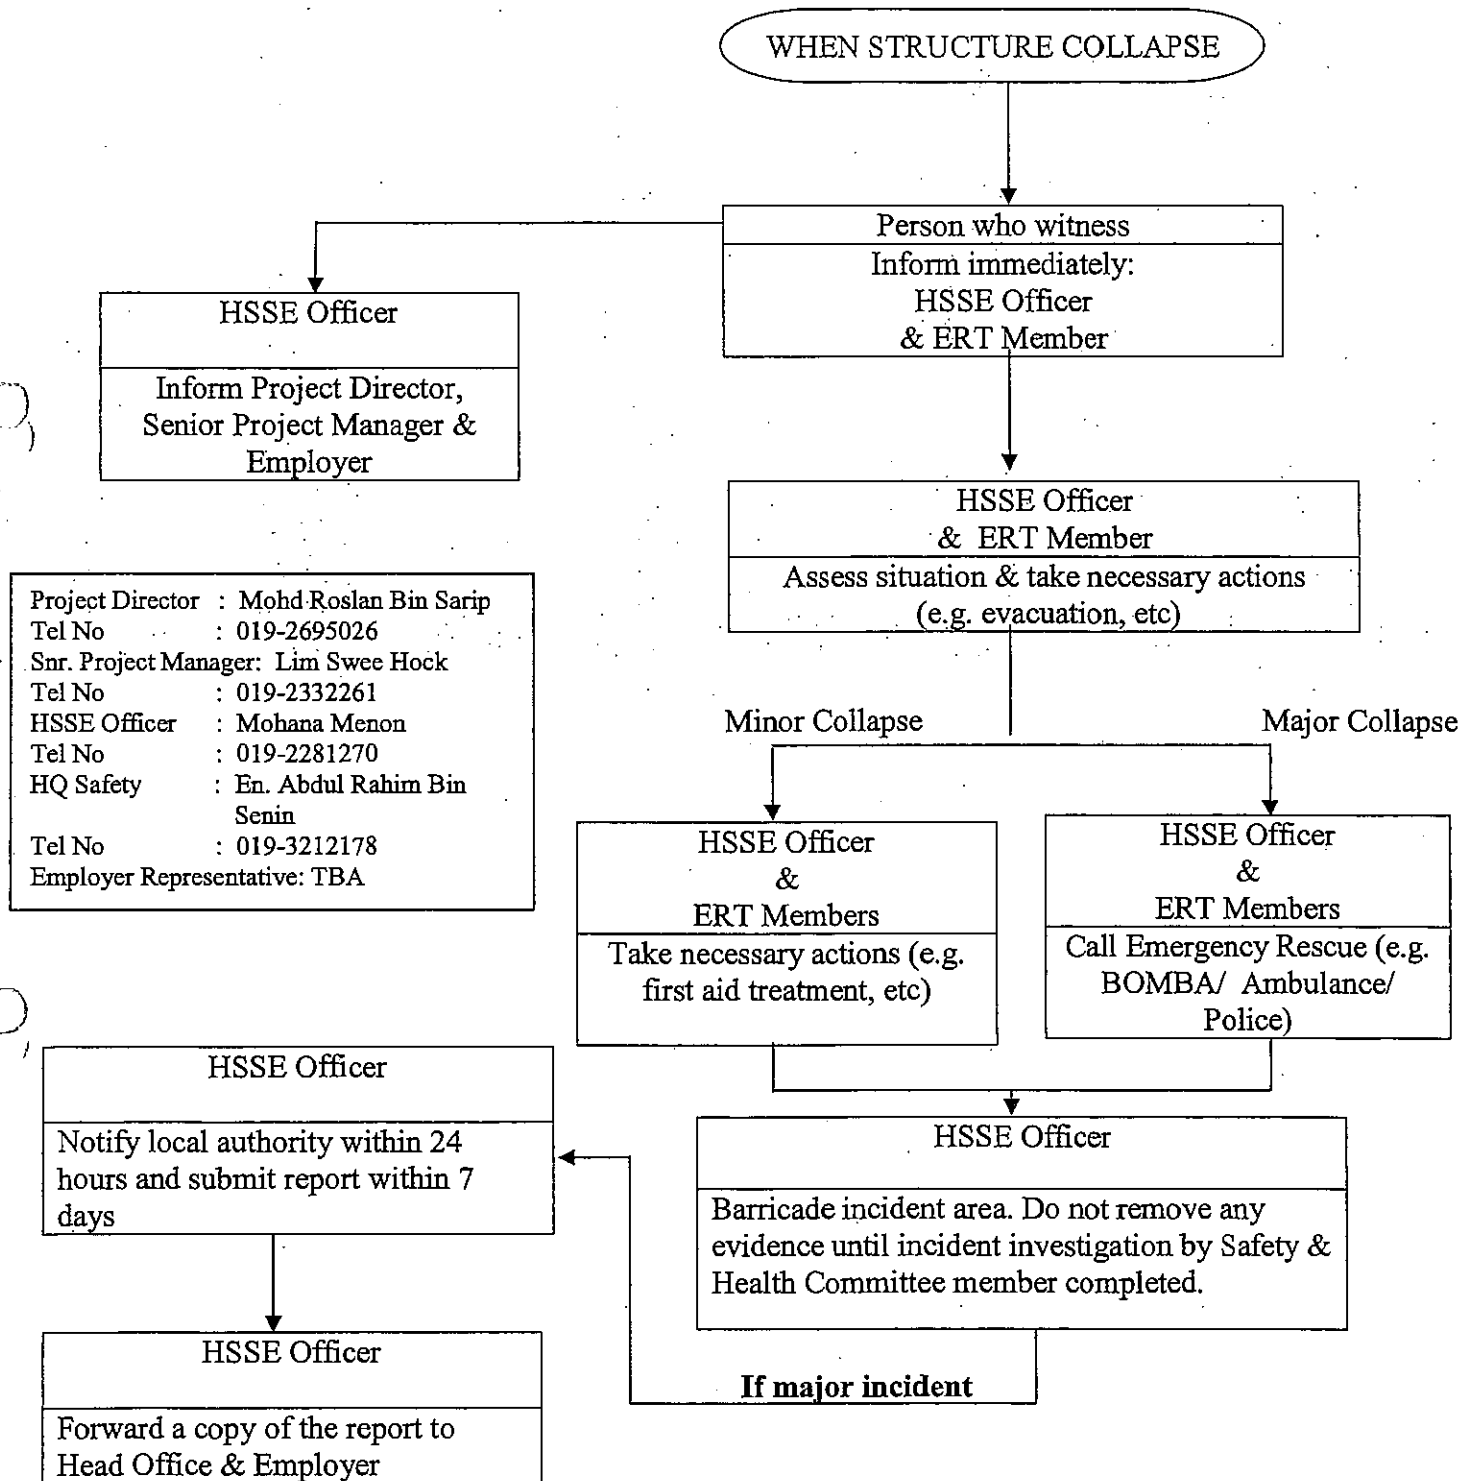 WHEN STRUCTURE COLLAPSE
Person who witness
Inform immediately:
HSSE Officer
& ERT Member
HSSE Officer
Inform Project Director,
Senior Project Manager &
Employer
HSSE Officer
& ERT Member
Assess situation & take necessary actions
(e.g. evacuation, etc)
Project Director : Mohd Roslan Bin Sarip
Tel No : 019-2695026
Snr. Project Manager: Lim Swee Hock
Tel No : 019-2332261
HSSE Officer : Mohana Menon
Tel No : 019-2281270
HQ Safety : En. Abdul Rahim Bin
Senin
Tel No : 019-3212178
Employer Representative: TBA
Minor Collapse
Major Collapse
HSSE Officer
&
ERT Members
Take necessary actions (e.g.
first aid treatment, etc)
HSSE Officer
&
ERT Members
Call Emergency Rescue (e.g.
BOMBA/ Ambulance/
Police)
HSSE Officer
Barricade incident area. Do not remove any
evidence until incident investigation by Safety &
Health Committee member completed.
If major incident
HSSE Officer
Notify local authority within 24
hours and submit report within 7
days
HSSE Officer
Forward a copy of the report to
Head Office & Employer